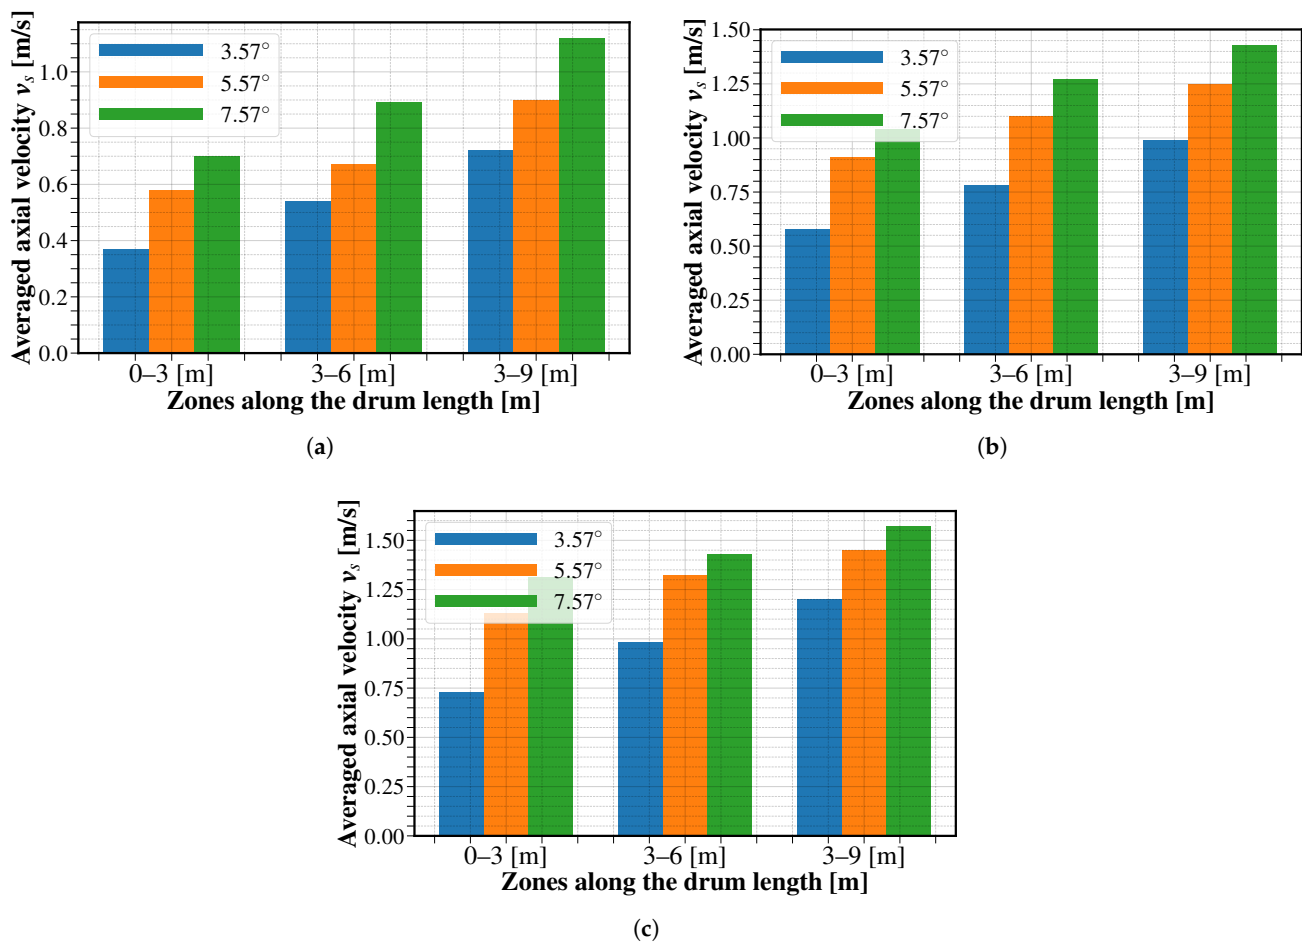 Averaged axial velocity v_s [m/s]
1.0
0.8
0.6
0.4
0.2
0.0
3.57°
5.57°
7.57°
0–3 [m] 3–6 [m] 3–9 [m]
Zones along the drum length [m]
(a)
Averaged axial velocity v_s [m/s]
1.50
1.25
1.00
0.75
0.50
0.25
0.00
3.57°
5.57°
7.57°
0–3 [m] 3–6 [m] 3–9 [m]
Zones along the drum length [m]
(b)
Averaged axial velocity v_s [m/s]
1.50
1.25
1.00
0.75
0.50
0.25
0.00
3.57°
5.57°
7.57°
0–3 [m] 3–6 [m] 3–9 [m]
Zones along the drum length [m]
(c)